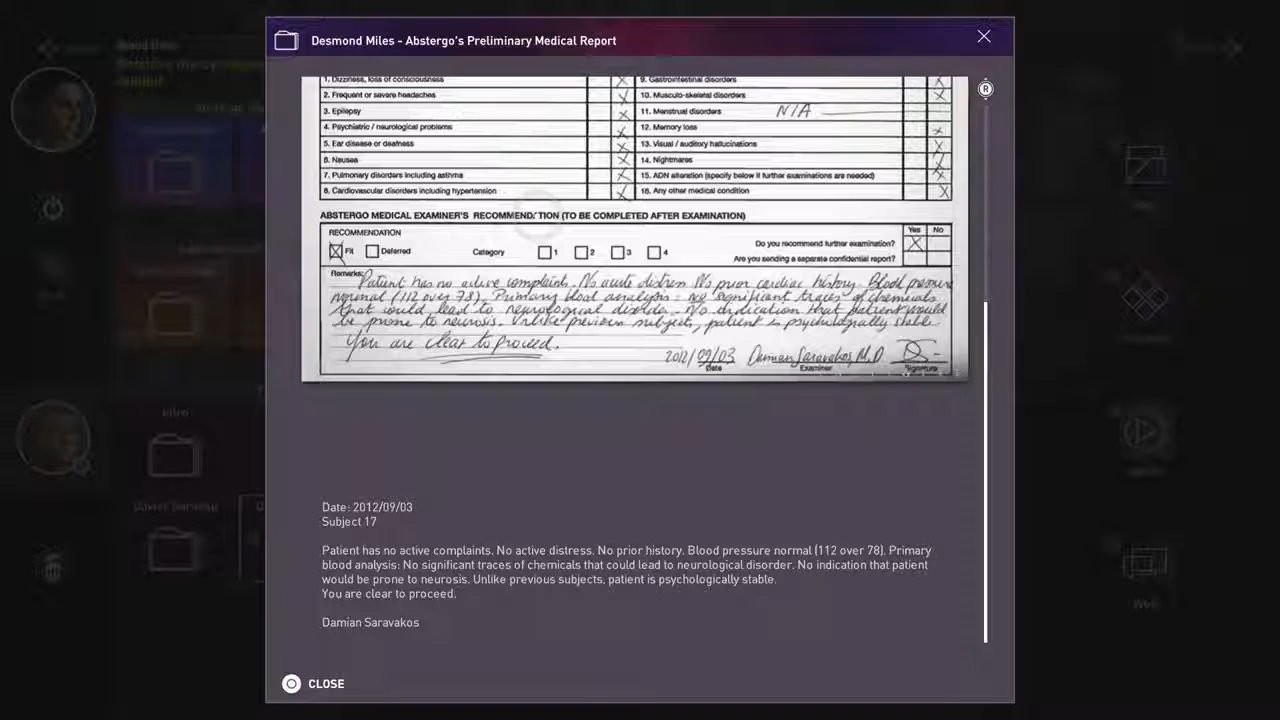 Desmond Miles - Abstergo's Preliminary Medical Report
1. Dizziness, loss of consciousness
9. Gastrointestinal disorders
2. Frequent or severe headaches
10. Musculo-skeletal disorders
3. Epilepsy
11. Menstrual disorders N/A
4. Psychiatric / neurological problems
12. Memory loss
5. Ear disease or deafness
13. Visual / auditory hallucinations
6. Nausea
14. Nightmares
7. Pulmonary disorders including asthma
15. ADN alteration (specify below if further examinations are needed)
8. Cardiovascular disorders including hypertension
16. Any other medical condition
ABSTERGO MEDICAL EXAMINER'S RECOMMENDATION (TO BE COMPLETED AFTER EXAMINATION)
RECOMMENDATION
Yes No
Fit Deferred Category 1 2 3 4
Do you recommend further examination?
Are you sending a separate confidential report?
Remarks: Patient has no active complaints. No acute distress No prior cardiac history. Blood pressure
normal (112 over 78). Primary blood analysis: no significant traces of chemicals
that could lead to neurological disorder. No indication that patient would
be prone to neurosis. Unlike previous subjects, patient is psychologically stable.
You are clear to proceed.
2012/09/03 Damian Saravakos, M.D.
Date Examiner Signature
R
Date: 2012/09/03
Subject 17
Patient has no active complaints. No active distress. No prior history. Blood pressure normal (112 over 78). Primary
blood analysis: No significant traces of chemicals that could lead to neurological disorder. No indication that patient
would be prone to neurosis. Unlike previous subjects, patient is psychologically stable.
You are clear to proceed.
Damian Saravakos
CLOSE
Intro